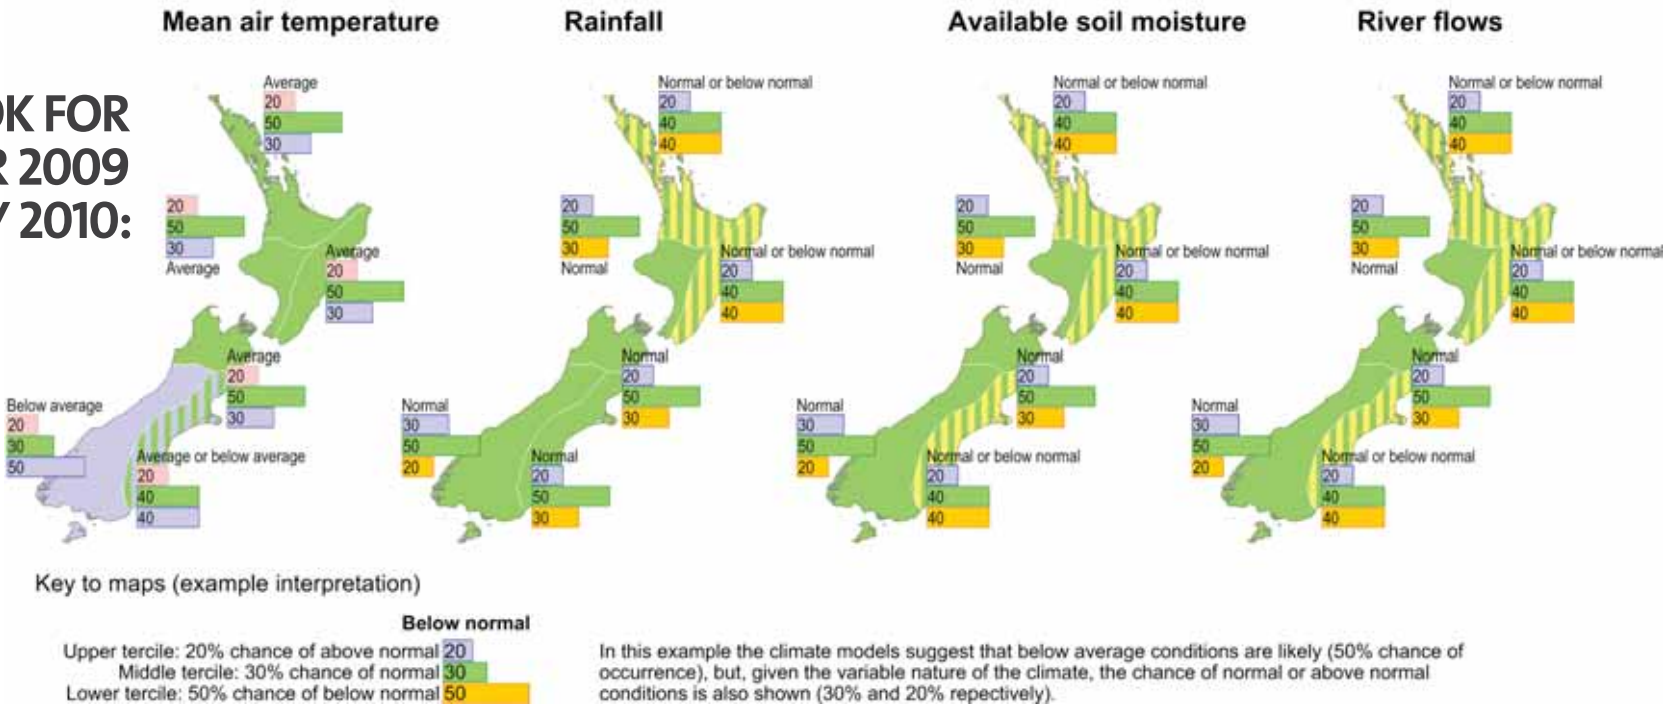 Mean air temperature
Rainfall
Available soil moisture
River flows
OK FOR
R 2009
Y 2010:
Average
20
50
30
20
50
30
Average
Average
20
50
30
Average
20
50
30
Below average
20
30
50
Average or below average
20
40
40
Normal or below normal
20
40
40
20
50
30
Normal
Normal or below normal
20
40
40
Normal
20
50
30
Normal
30
50
20
Normal
20
50
30
Normal or below normal
20
40
40
20
50
30
Normal
Normal or below normal
20
40
40
Normal
20
50
30
Normal
30
50
20
Normal or below normal
20
40
40
Normal or below normal
20
40
40
20
50
30
Normal
Normal or below normal
20
40
40
Normal
20
50
30
Normal
30
50
20
Normal or below normal
20
40
40
Key to maps (example interpretation)
Below normal
Upper tercile: 20% chance of above normal 20
Middle tercile: 30% chance of normal 30
Lower tercile: 50% chance of below normal 50
In this example the climate models suggest that below average conditions are likely (50% chance of
occurrence), but, given the variable nature of the climate, the chance of normal or above normal
conditions is also shown (30% and 20% repectively).